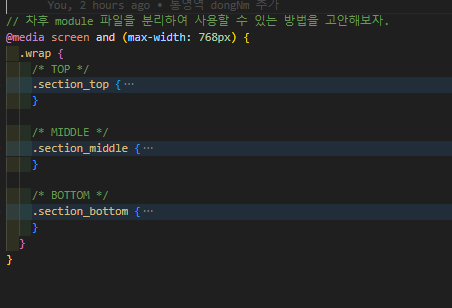 You, 2 hours ago • 통영역 dongNm 추가
// 차후 module 파일을 분리하여 사용할 수 있는 방법을 고안해보자.
@media screen and (max-width: 768px) {
.wrap {
/* TOP */
.section_top {⋯
}
/* MIDDLE */
.section_middle {⋯
}
/* BOTTOM */
.section_bottom {⋯
}
}
}